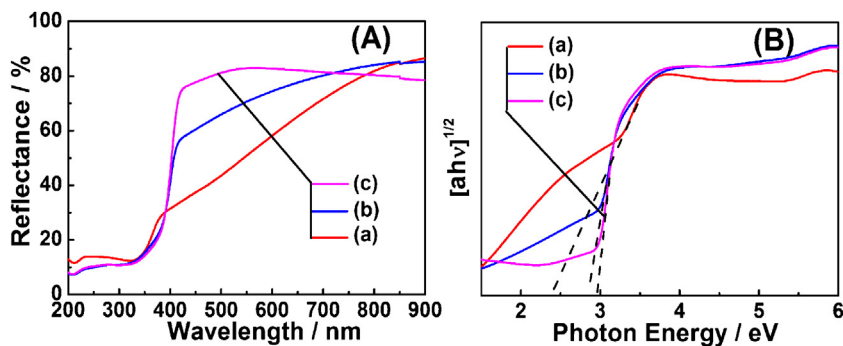 (A)
Reflectance / %
100
80
60
40
20
0
(c)
(b)
(a)
200 300 400 500 600 700 800 900
Wavelength / nm
(B)
[ahν]1/2
(a)
(b)
(c)
2 3 4 5 6
Photon Energy / eV